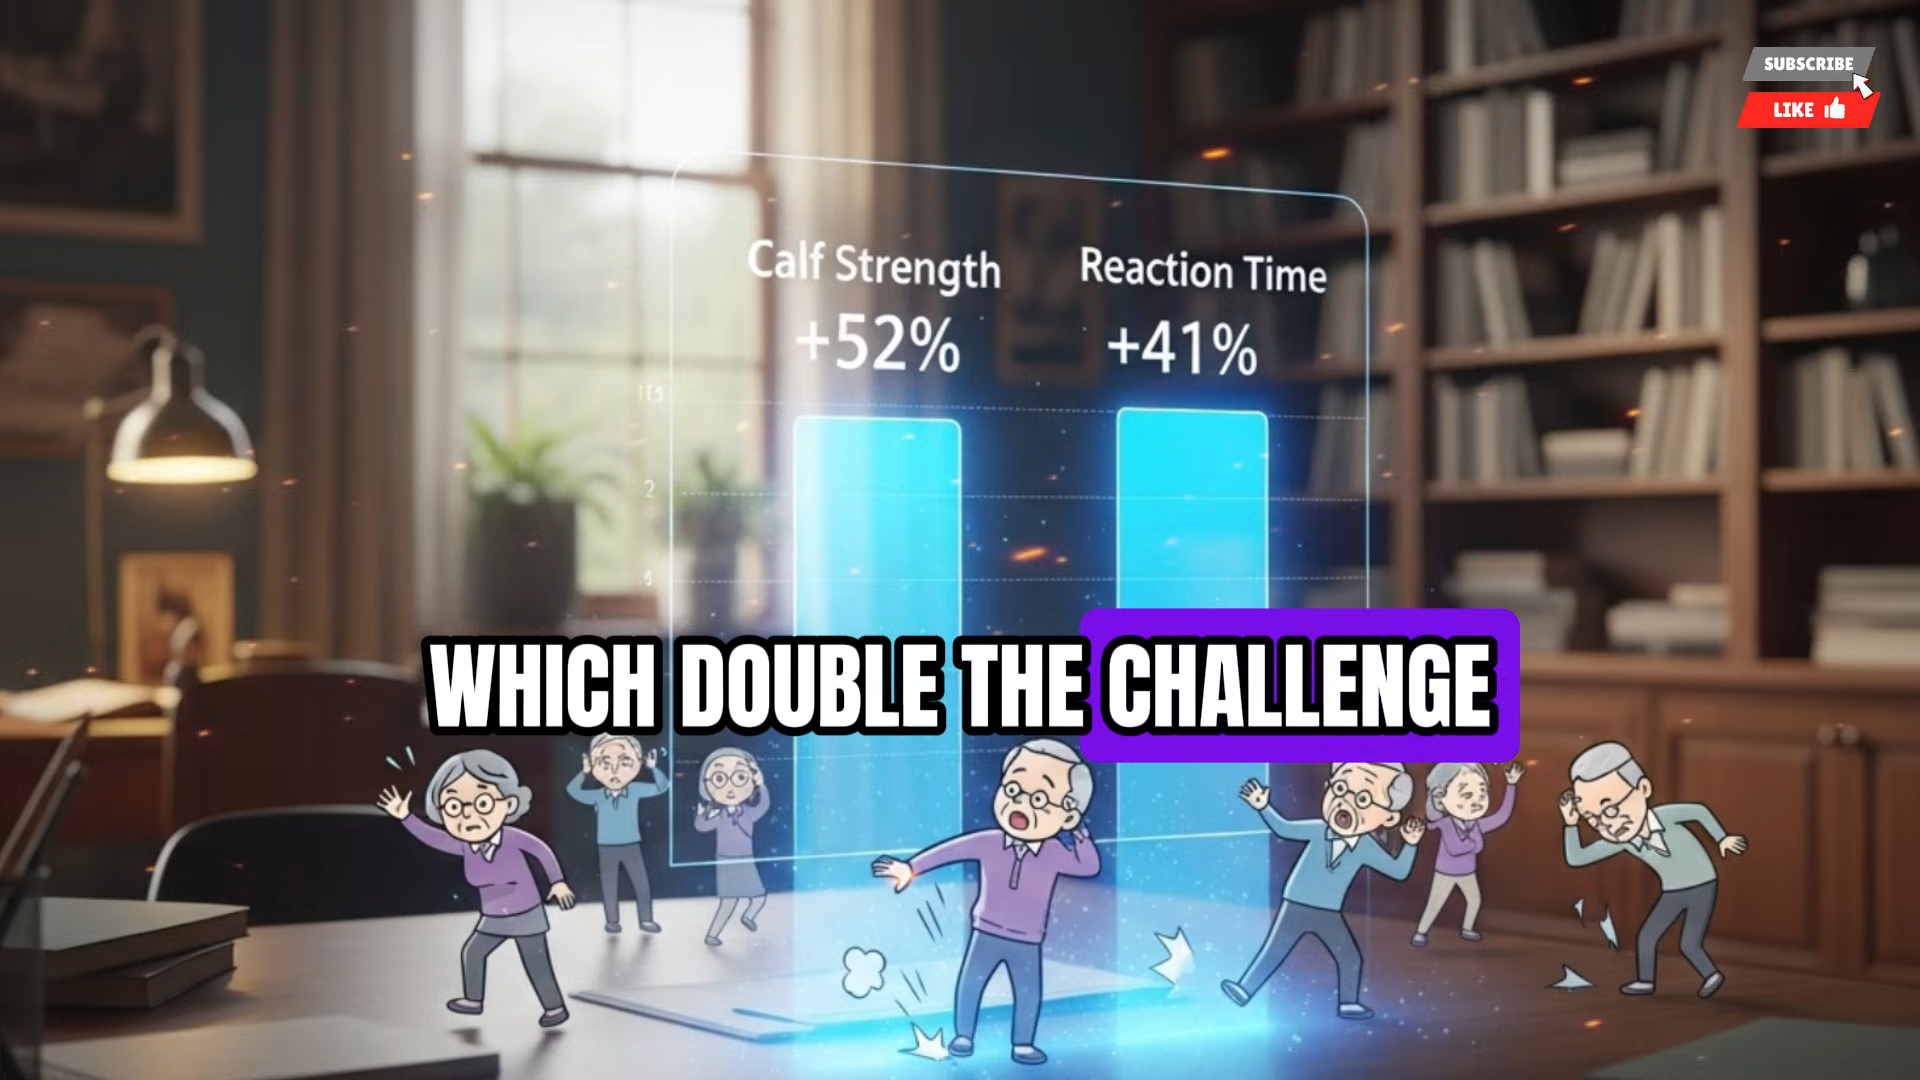 SUBSCRIBE
LIKE
Calf Strength
+52%
Reaction Time
+41%
2
WHICH DOUBLE THE CHALLENGE